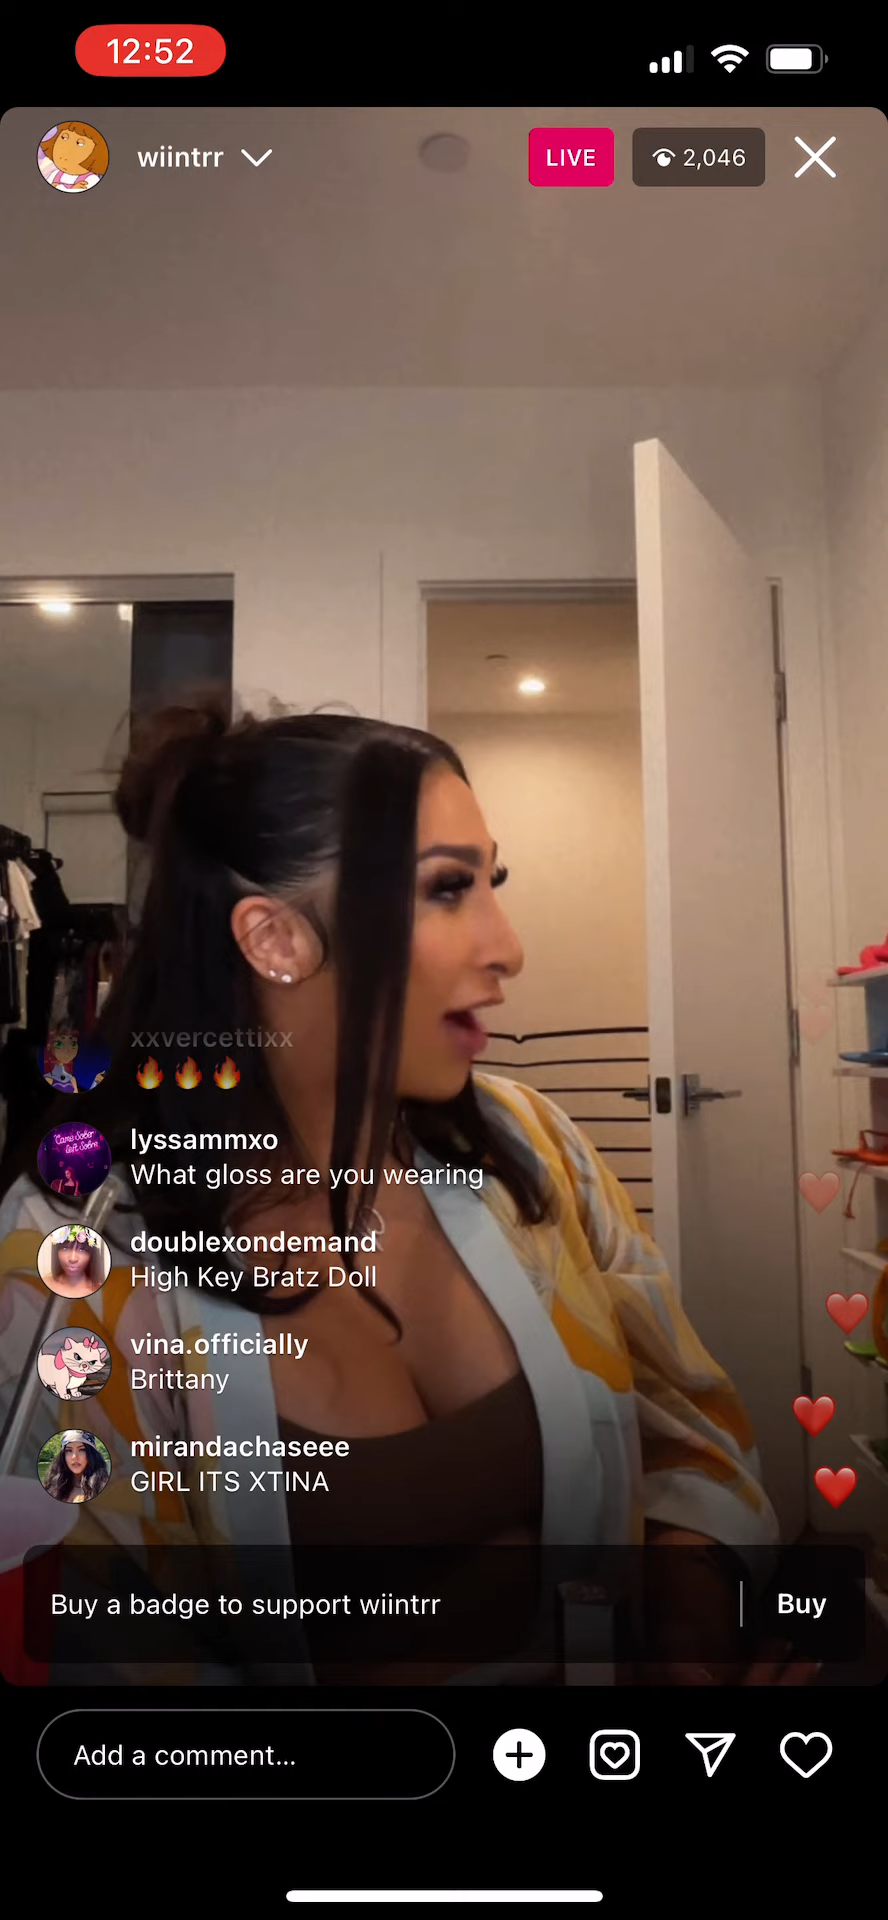 12:52
wiintrr
LIVE
2,046
xxvercettixx
🔥🔥🔥
lyssammxo
What gloss are you wearing
doublexondemand
High Key Bratz Doll
vina.officially
Brittany
mirandachaseee
GIRL ITS XTINA
Buy a badge to support wiintrr
Buy
Add a comment...